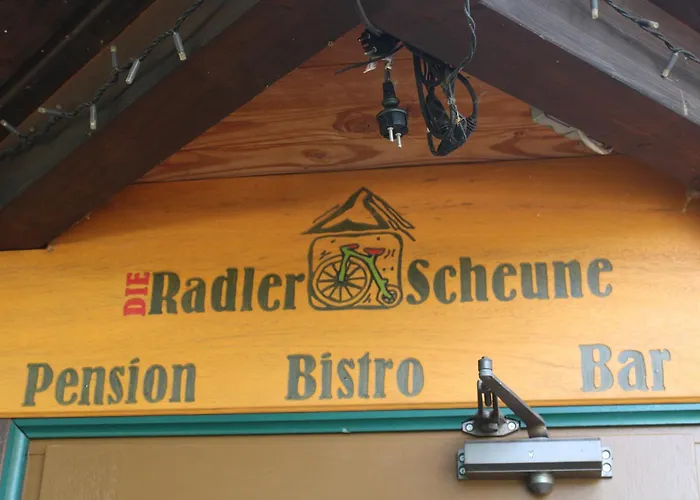 DIE Radler Scheune
Pension Bistro Bar